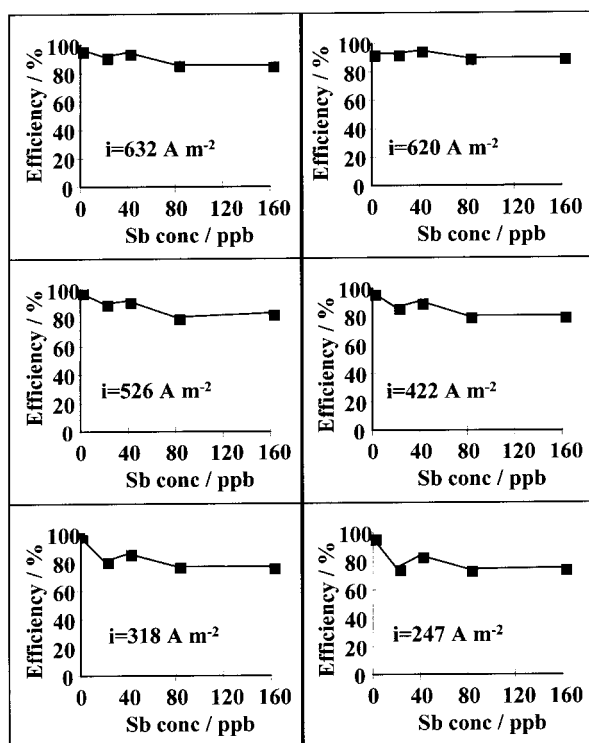 Efficiency / %
100
80
60
40
20
0
i=632 A m-2
0 40 80 120 160
Sb conc / ppb
Efficiency / %
100
80
60
40
20
0
i=620 A m-2
0 40 80 120 160
Sb conc / ppb
Efficiency / %
100
80
60
40
20
0
i=526 A m-2
0 40 80 120 160
Sb conc / ppb
Efficiency / %
100
80
60
40
20
0
i=422 A m-2
0 40 80 120 160
Sb conc / ppb
Efficiency / %
100
80
60
40
20
0
i=318 A m-2
0 40 80 120 160
Sb conc / ppb
Efficiency / %
100
80
60
40
20
0
i=247 A m-2
0 40 80 120 160
Sb conc / ppb